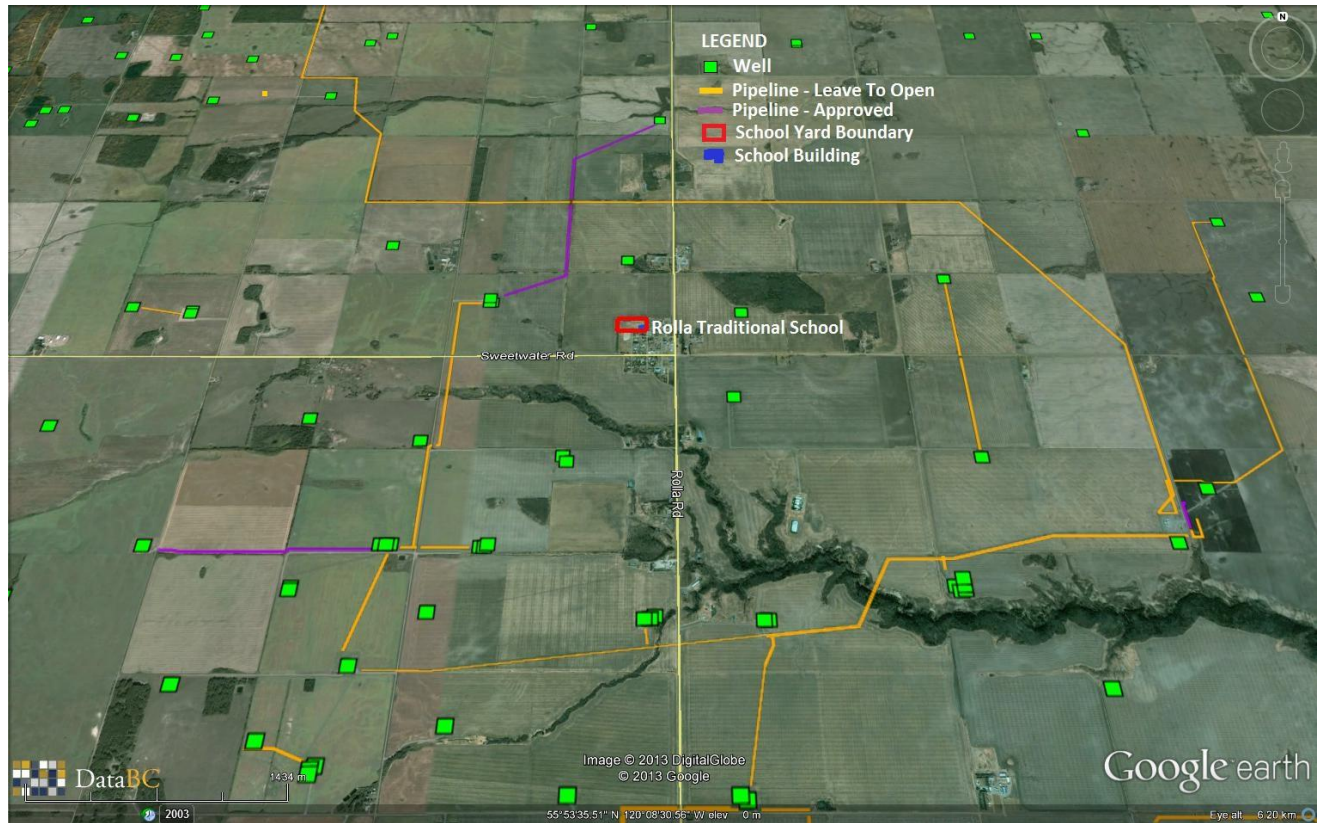 N
LEGEND
Well
Pipeline - Leave To Open
Pipeline - Approved
School Yard Boundary
School Building
Rolla Traditional School
Sweetwater Rd
Rolla Rd
Image © 2013 DigitalGlobe
© 2013 Google
DataBC
Google earth
1434 m
2003
55°53'35.51" N 120°08'30.56" W elev 0 m
Eye alt 6.20 km